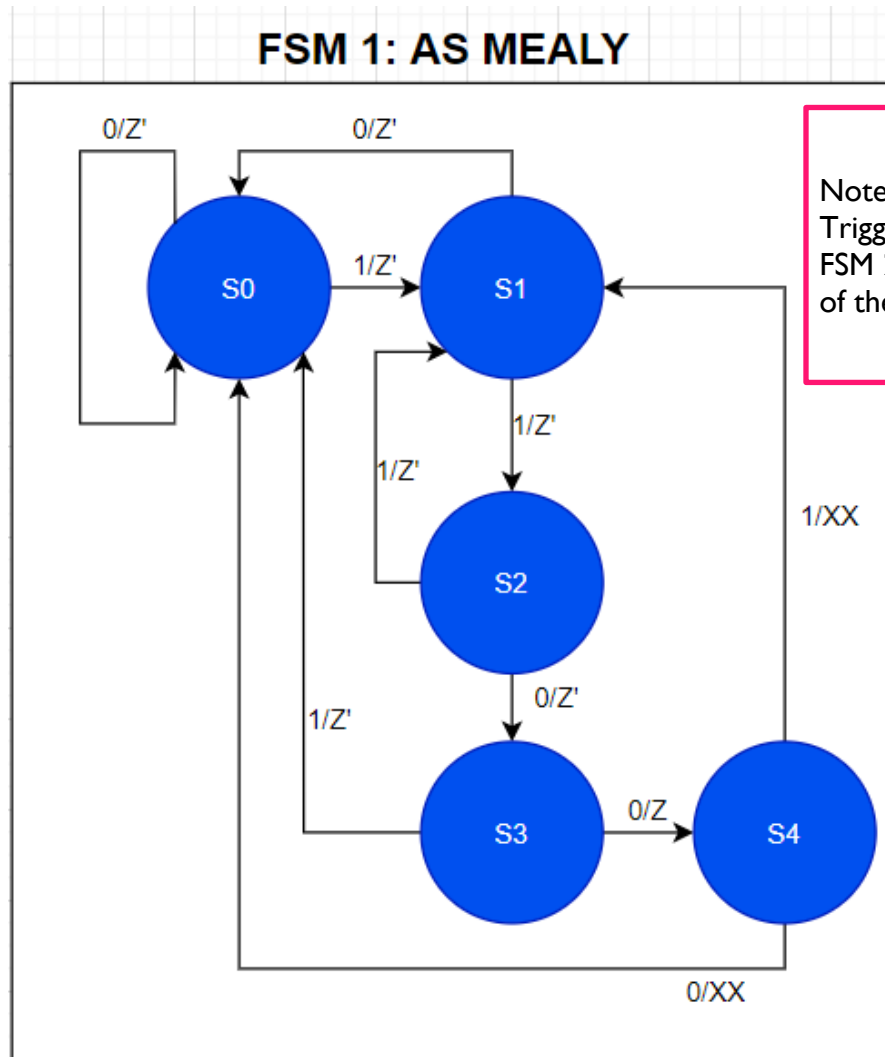 FSM 1: AS MEALY
0/Z'
0/Z'
Note
S0
1/Z'
S1
FSM
of the
1/Z'
1/Z'
1/XX
S2
0/Z'
1/Z'
0/Z
S3
S4
0/XX